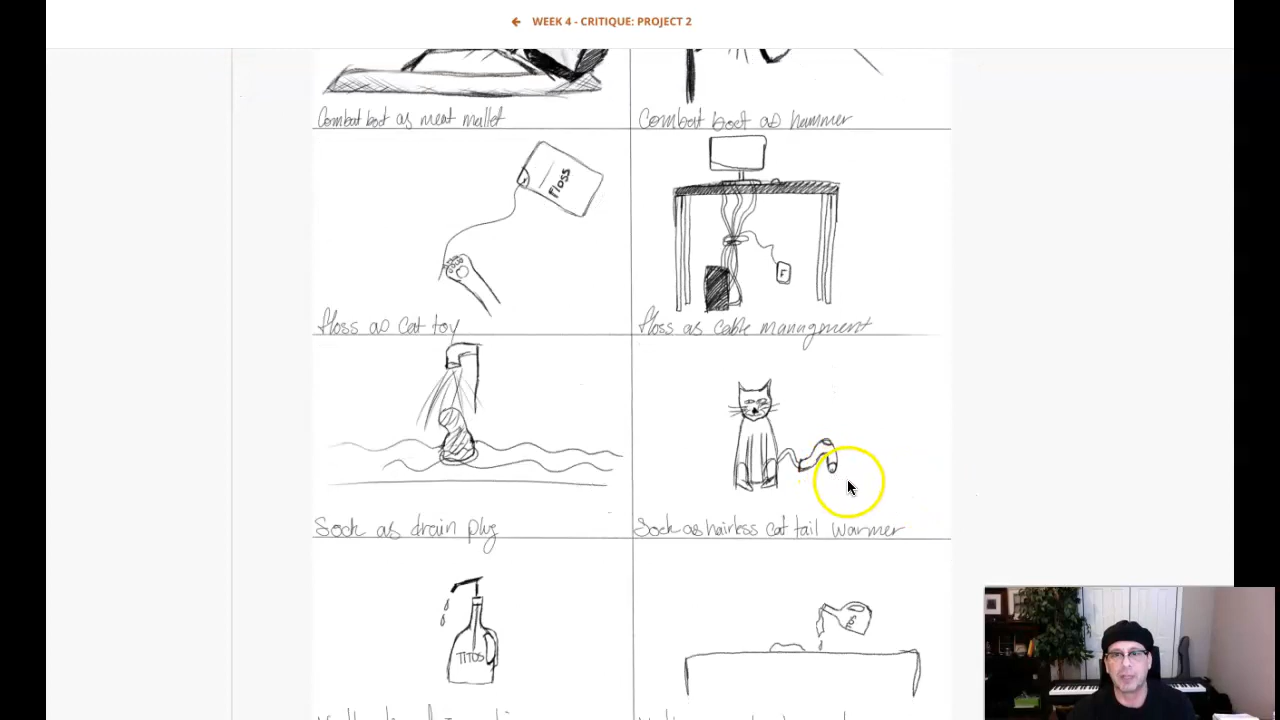 WEEK 4 - CRITIQUE: PROJECT 2
Combat boot as meat mallet
Combat boot as hammer
Floss
F
floss as cat toy
floss as cable management
Sock as drain plug
Sock as hairless cat tail warmer
TITOS